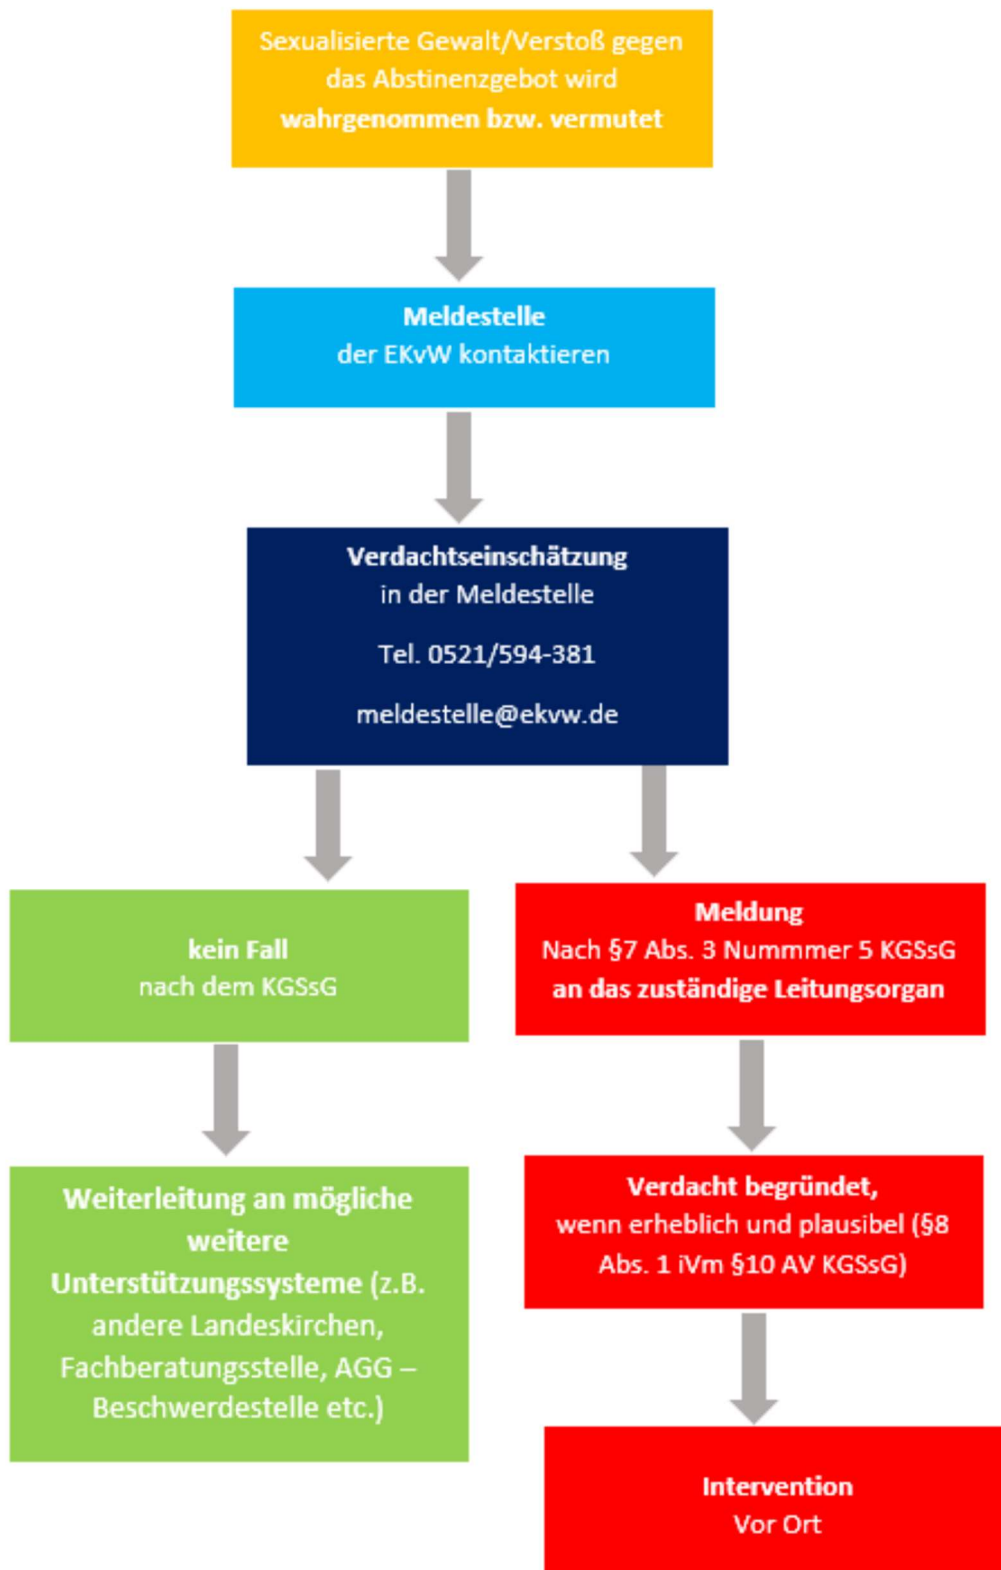 Sexualisierte Gewalt/Verstoß gegen
das Abstinenzgebot wird
wahrgenommen bzw. vermutet
Meldestelle
der EKvW kontaktieren
Verdachtseinschätzung
in der Meldestelle
Tel. 0521/594-381
meldestelle@ekvw.de
kein Fall
nach dem KGSsG
Meldung
Nach §7 Abs. 3 Nummmer 5 KGSsG
an das zuständige Leitungsorgan
Weiterleitung an mögliche
weitere
Unterstützungssysteme (z.B.
andere Landeskirchen,
Fachberatungsstelle, AGG –
Beschwerdestelle etc.)
Verdacht begründet,
wenn erheblich und plausibel (§8
Abs. 1 iVm §10 AV KGSsG)
Intervention
Vor Ort